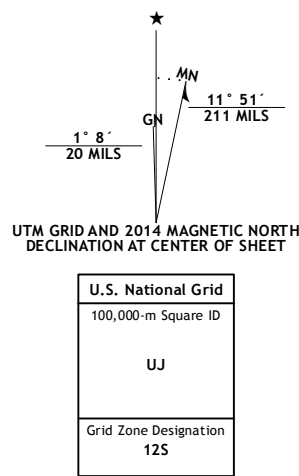 MN
GN
11° 51´
211 MILS
1° 8´
20 MILS
UTM GRID AND 2014 MAGNETIC NORTH
DECLINATION AT CENTER OF SHEET
U.S. National Grid
100,000-m Square ID
UJ
Grid Zone Designation
12S